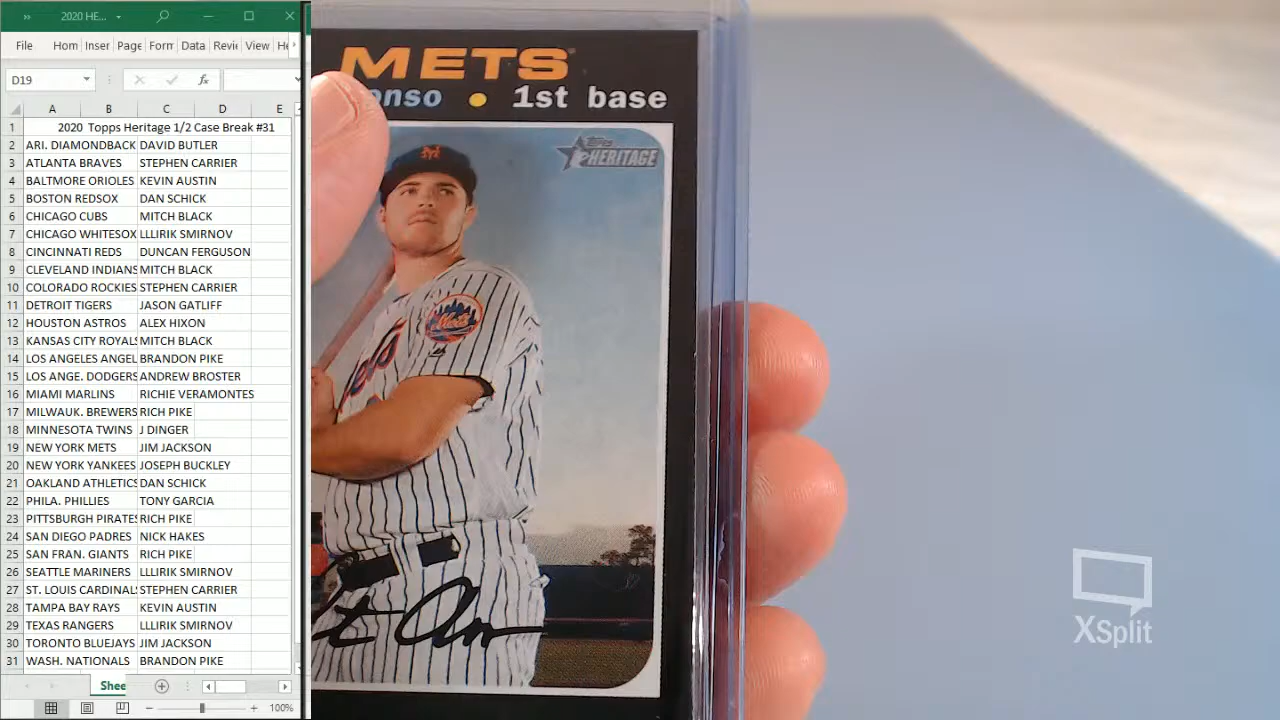 2020 HE...
File Hom Inser Page Forn Data Revie View He
D19
fx
A B C D E
1 2020 Topps Heritage 1/2 Case Break #31
2 ARI. DIAMONDBACK DAVID BUTLER
3 ATLANTA BRAVES STEPHEN CARRIER
4 BALTMORE ORIOLES KEVIN AUSTIN
5 BOSTON REDSOX DAN SCHICK
6 CHICAGO CUBS MITCH BLACK
7 CHICAGO WHITESOX LLLIRIK SMIRNOV
8 CINCINNATI REDS DUNCAN FERGUSON
9 CLEVELAND INDIANS MITCH BLACK
10 COLORADO ROCKIES STEPHEN CARRIER
11 DETROIT TIGERS JASON GATLIFF
12 HOUSTON ASTROS ALEX HIXON
13 KANSAS CITY ROYALS MITCH BLACK
14 LOS ANGELES ANGEL BRANDON PIKE
15 LOS ANGE. DODGERS ANDREW BROSTER
16 MIAMI MARLINS RICHIE VERAMONTES
17 MILWAUK. BREWERS RICH PIKE
18 MINNESOTA TWINS J DINGER
19 NEW YORK METS JIM JACKSON
20 NEW YORK YANKEES JOSEPH BUCKLEY
21 OAKLAND ATHLETICS DAN SCHICK
22 PHILA. PHILLIES TONY GARCIA
23 PITTSBURGH PIRATES RICH PIKE
24 SAN DIEGO PADRES NICK HAKES
25 SAN FRAN. GIANTS RICH PIKE
26 SEATTLE MARINERS LLLIRIK SMIRNOV
27 ST. LOUIS CARDINALS STEPHEN CARRIER
28 TAMPA BAY RAYS KEVIN AUSTIN
29 TEXAS RANGERS LLLIRIK SMIRNOV
30 TORONTO BLUEJAYS JIM JACKSON
31 WASH. NATIONALS BRANDON PIKE
Shee
100%
METS
onso • 1st base
Topps
HERITAGE
Mets
XSplit